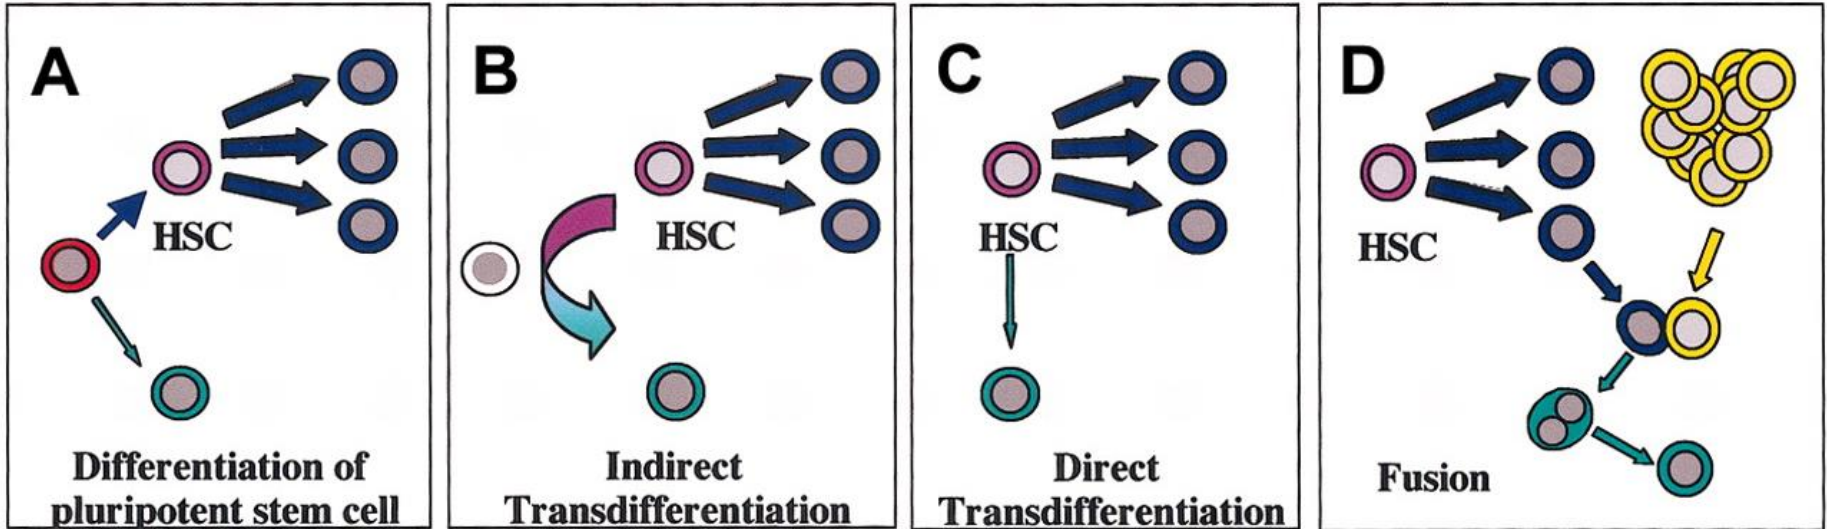 A
HSC
Differentiation of
pluripotent stem cell
B
HSC
Indirect
Transdifferentiation
C
HSC
Direct
Transdifferentiation
D
HSC
Fusion